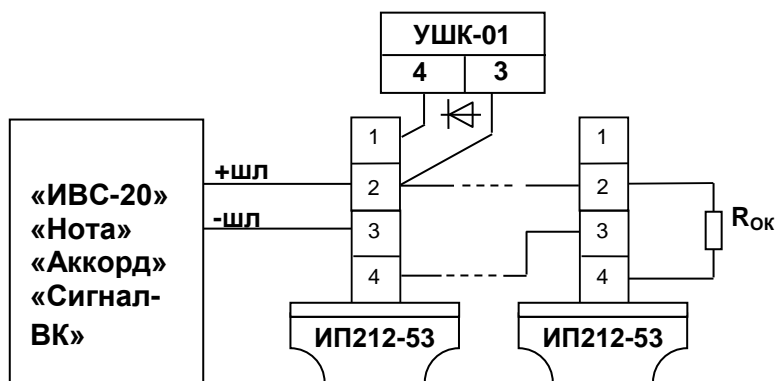 УШК-01
4 3
1
2
3
4
1
2
3
4
+шл
-шл
«ИВС-20»
«Нота»
«Аккорд»
«Сигнал-
ВК»
RОК
ИП212-53
ИП212-53